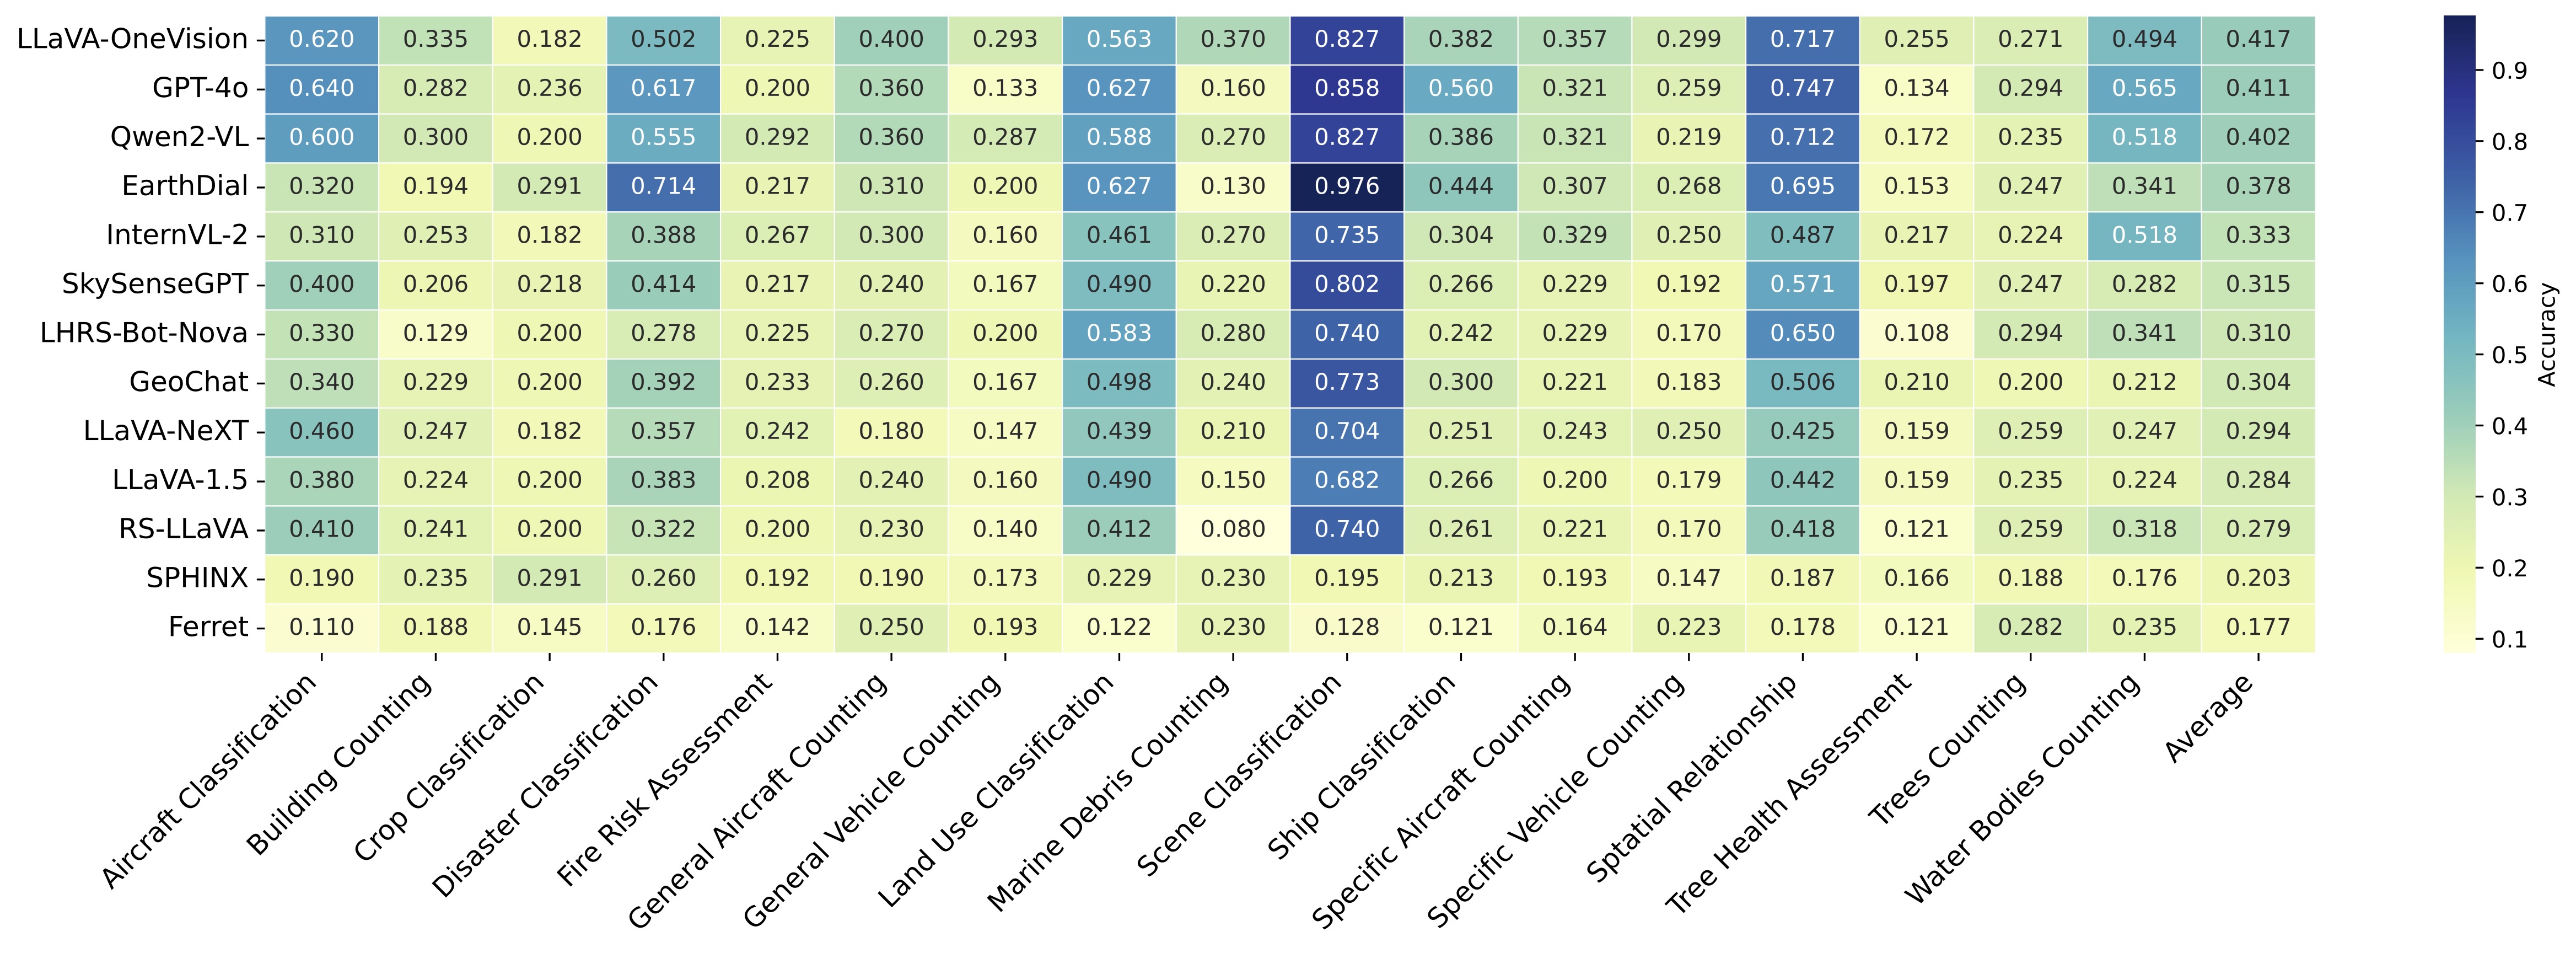 LLaVA-OneVision 0.620 0.335 0.182 0.502 0.225 0.400 0.293 0.563 0.370 0.827 0.382 0.357 0.299 0.717 0.255 0.271 0.494 0.417
GPT-4o 0.640 0.282 0.236 0.617 0.200 0.360 0.133 0.627 0.160 0.858 0.560 0.321 0.259 0.747 0.134 0.294 0.565 0.411
Qwen2-VL 0.600 0.300 0.200 0.555 0.292 0.360 0.287 0.588 0.270 0.827 0.386 0.321 0.219 0.712 0.172 0.235 0.518 0.402
EarthDial 0.320 0.194 0.291 0.714 0.217 0.310 0.200 0.627 0.130 0.976 0.444 0.307 0.268 0.695 0.153 0.247 0.341 0.378
InternVL-2 0.310 0.253 0.182 0.388 0.267 0.300 0.160 0.461 0.270 0.735 0.304 0.329 0.250 0.487 0.217 0.224 0.518 0.333
SkySenseGPT 0.400 0.206 0.218 0.414 0.217 0.240 0.167 0.490 0.220 0.802 0.266 0.229 0.192 0.571 0.197 0.247 0.282 0.315
LHRS-Bot-Nova 0.330 0.129 0.200 0.278 0.225 0.270 0.200 0.583 0.280 0.740 0.242 0.229 0.170 0.650 0.108 0.294 0.341 0.310
GeoChat 0.340 0.229 0.200 0.392 0.233 0.260 0.167 0.498 0.240 0.773 0.300 0.221 0.183 0.506 0.210 0.200 0.212 0.304
LLaVA-NeXT 0.460 0.247 0.182 0.357 0.242 0.180 0.147 0.439 0.210 0.704 0.251 0.243 0.250 0.425 0.159 0.259 0.247 0.294
LLaVA-1.5 0.380 0.224 0.200 0.383 0.208 0.240 0.160 0.490 0.150 0.682 0.266 0.200 0.179 0.442 0.159 0.235 0.224 0.284
RS-LLaVA 0.410 0.241 0.200 0.322 0.200 0.230 0.140 0.412 0.080 0.740 0.261 0.221 0.170 0.418 0.121 0.259 0.318 0.279
SPHINX 0.190 0.235 0.291 0.260 0.192 0.190 0.173 0.229 0.230 0.195 0.213 0.193 0.147 0.187 0.166 0.188 0.176 0.203
Ferret 0.110 0.188 0.145 0.176 0.142 0.250 0.193 0.122 0.230 0.128 0.121 0.164 0.223 0.178 0.121 0.282 0.235 0.177
Aircraft Classification
Building Counting
Crop Classification
Disaster Classification
Fire Risk Assessment
General Aircraft Counting
General Vehicle Counting
Land Use Classification
Marine Debris Counting
Scene Classification
Ship Classification
Specific Aircraft Counting
Specific Vehicle Counting
Sptatial Relationship
Tree Health Assessment
Trees Counting
Water Bodies Counting
Average
0.9
0.8
0.7
0.6
0.5
0.4
0.3
0.2
0.1
Accuracy